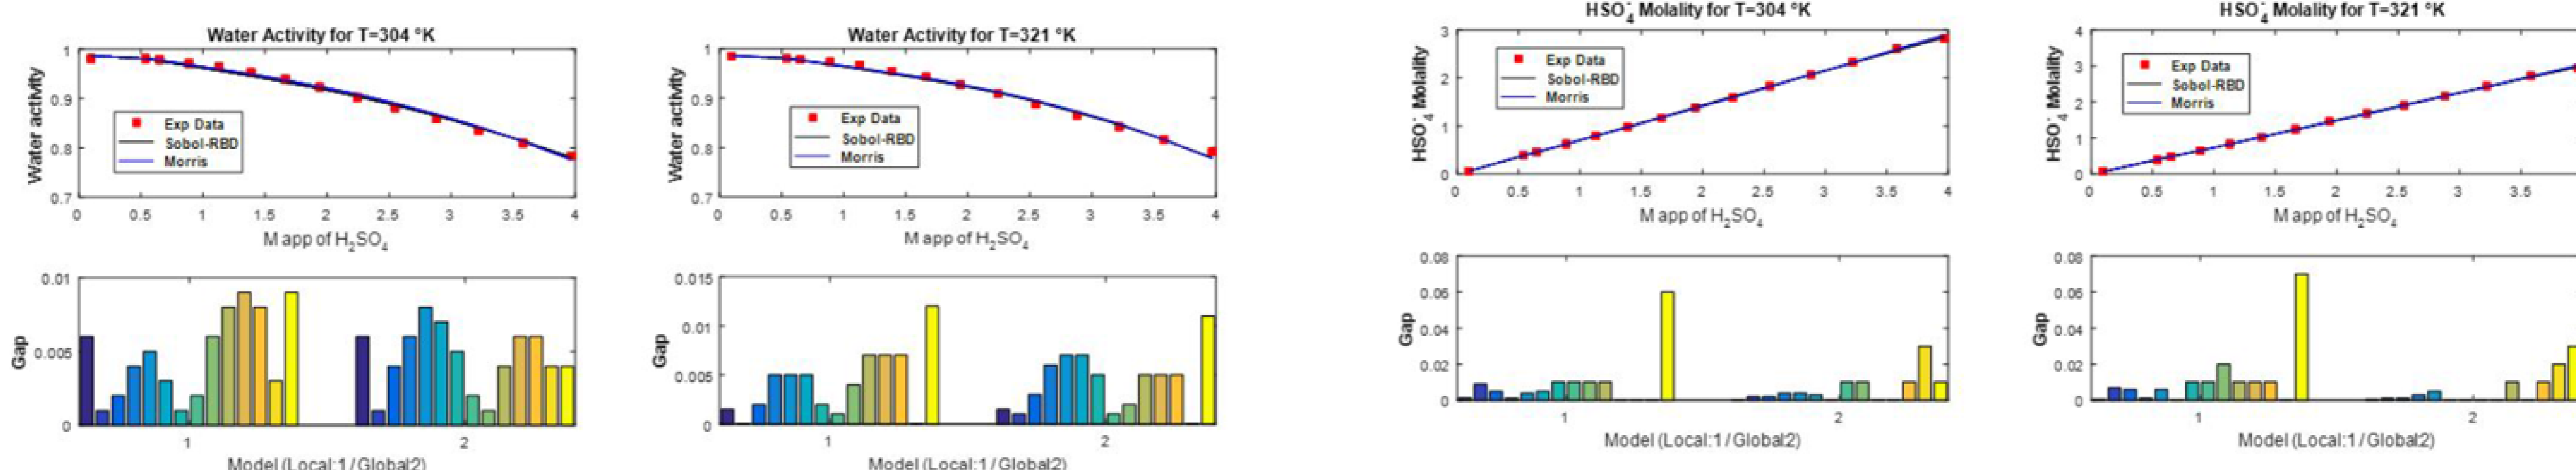 Water Activity for T=304 °K
1
0.9
0.8
0.7
Water activity
Exp Data
Sobol-RBD
Morris
0 0.5 1 1.5 2 2.5 3 3.5 4
M app of H2SO4
0.01
0.005
0
Gap
1 2
Model (Local:1/Global2)
Water Activity for T=321 °K
1
0.9
0.8
0.7
Water activity
Exp Data
Sobol-RBD
Morris
0 0.5 1 1.5 2 2.5 3 3.5 4
M app of H2SO4
0.015
0.01
0.005
0
Gap
1 2
Model (Local:1/Global2)
HSO4- Molality for T=304 °K
3
2
1
0
HSO4- Molality
Exp Data
Sobol-RBD
Morris
0 0.5 1 1.5 2 2.5 3 3.5 4
M app of H2SO4
0.08
0.06
0.04
0.02
0
Gap
1 2
Model (Local:1/Global2)
HSO4- Molality for T=321 °K
4
3
2
1
0
HSO4- Molality
Exp Data
Sobol-RBD
Morris
0 0.5 1 1.5 2 2.5 3 3.5
M app of H2SO4
0.08
0.06
0.04
0.02
0
Gap
1 2
Model (Local:1/Global2)